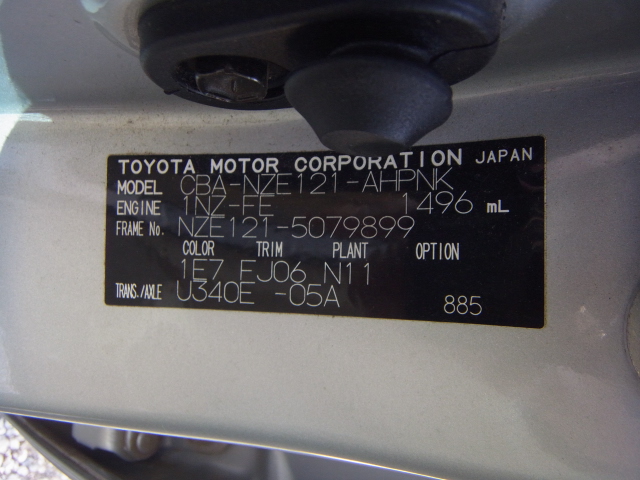 TOYOTA MOTOR CORPORATION JAPAN
MODEL CBA-NZE121-AHPNK
ENGINE 1NZ-FE 1496 mL
FRAME No. NZE121-5079899
COLOR TRIM PLANT OPTION
1E7 FJ06 N11
TRANS./AXLE U340E -05A 885